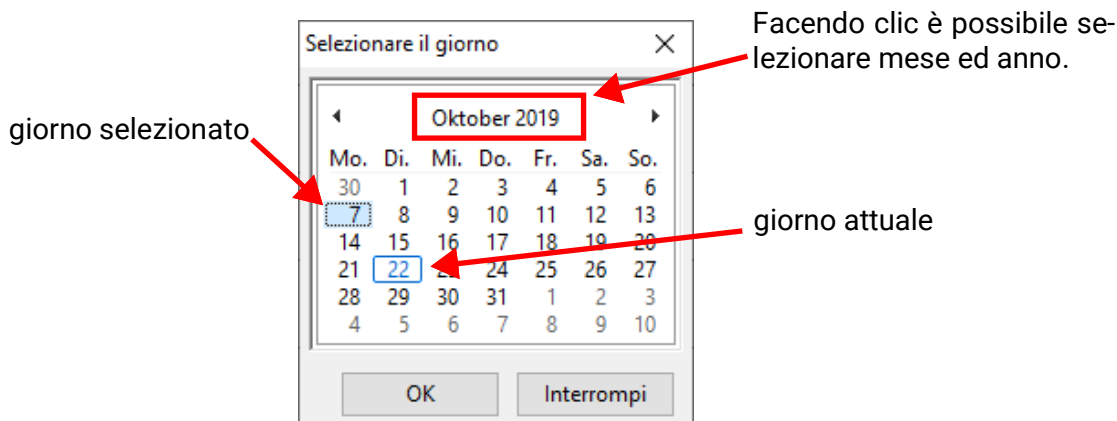 Facendo clic è possibile se-
lezionare mese ed anno.
Selezionare il giorno
Oktober 2019
giorno selezionato
Mo. Di. Mi. Do. Fr. Sa. So.
30 1 2 3 4 5 6
7 8 9 10 11 12 13
14 15 16 17 18 19 20
giorno attuale
21 22 23 24 25 26 27
28 29 30 31 1 2 3
4 5 6 7 8 9 10
OK Interrompi